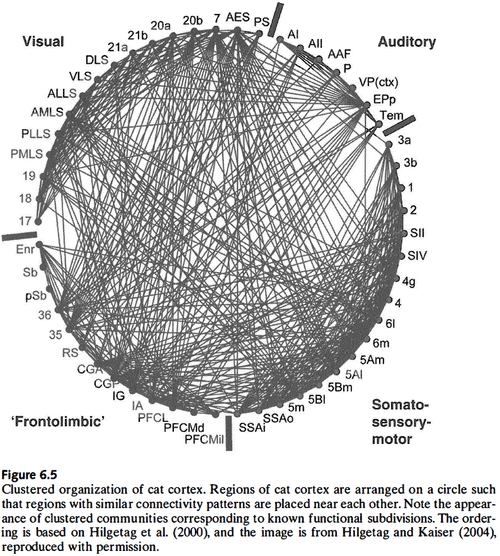 Visual
Auditory
Somato-
sensory-
motor
'Frontolimbic'
17
18
19
PMLS
PLLS
AMLS
ALLS
VLS
DLS
21a
21b
20a
20b
7
AES
PS
AI
AII
AAF
P
VP(ctx)
EPp
Tem
3a
3b
1
2
SII
SIV
4g
4
6l
6m
5Am
5Al
5Bm
5Bl
5m
SSAo
SSAi
PFCMil
PFCMd
PFCL
IA
IG
CGP
CGA
RS
35
36
pSb
Sb
Enr
Figure 6.5
Clustered organization of cat cortex. Regions of cat cortex are arranged on a circle such
that regions with similar connectivity patterns are placed near each other. Note the appear-
ance of clustered communities corresponding to known functional subdivisions. The order-
ing is based on Hilgetag et al. (2000), and the image is from Hilgetag and Kaiser (2004),
reproduced with permission.